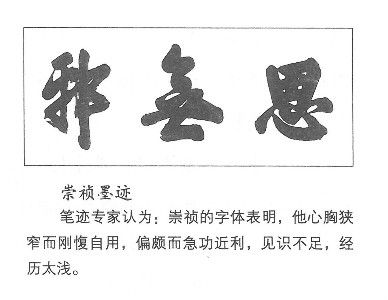 思無邪
崇祯墨迹
笔迹专家认为：崇祯的字体表明，他心胸狭
窄而刚愎自用，偏颇而急功近利，见识不足，经
历太浅。